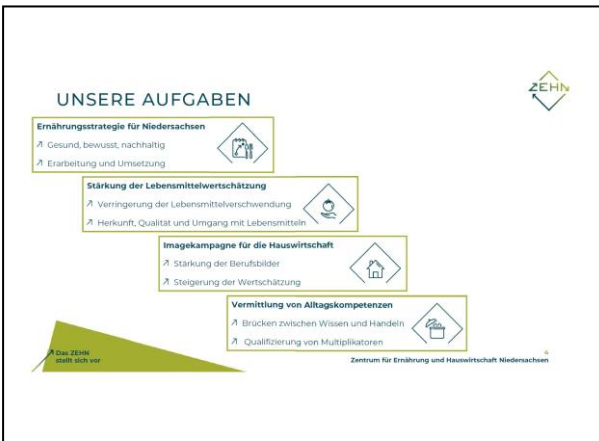 ZEHN
UNSERE AUFGABEN
Ernährungsstrategie für Niedersachsen
Gesund, bewusst, nachhaltig
Erarbeitung und Umsetzung
Stärkung der Lebensmittelwertschätzung
Verringerung der Lebensmittelverschwendung
Herkunft, Qualität und Umgang mit Lebensmitteln
Imagekampagne für die Hauswirtschaft
Stärkung der Berufsbilder
Steigerung der Wertschätzung
Vermittlung von Alltagskompetenzen
Brücken zwischen Wissen und Handeln
Qualifizierung von Multiplikatoren
Das ZEHN
stellt sich vor
4
Zentrum für Ernährung und Hauswirtschaft Niedersachsen